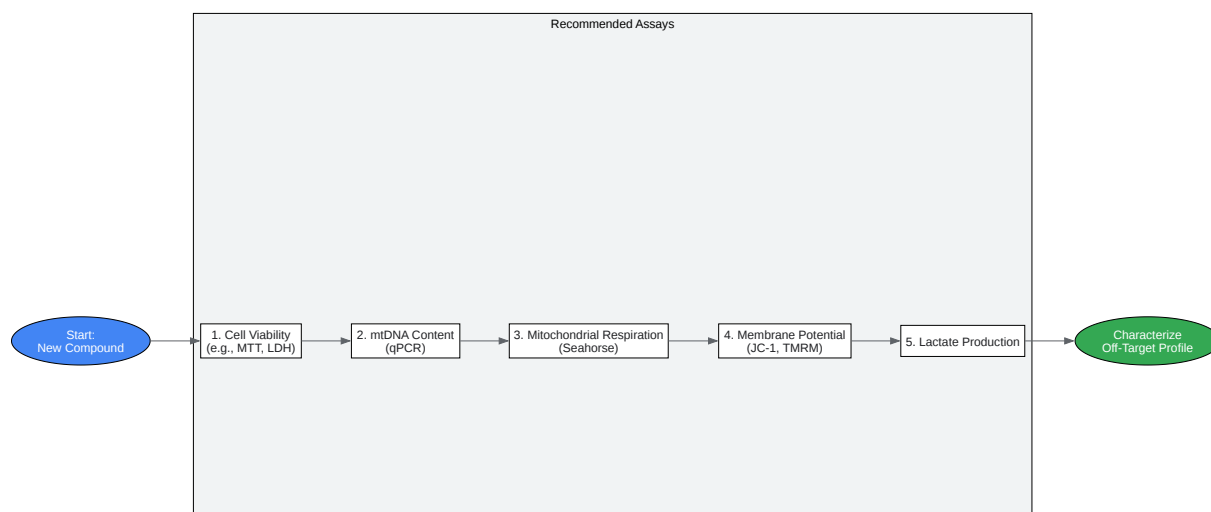 Recommended Assays
Start:
New Compound
1. Cell Viability
(e.g., MTT, LDH)
2. mtDNA Content
(qPCR)
3. Mitochondrial Respiration
(Seahorse)
4. Membrane Potential
(JC-1, TMRM)
5. Lactate Production
Characterize
Off-Target Profile